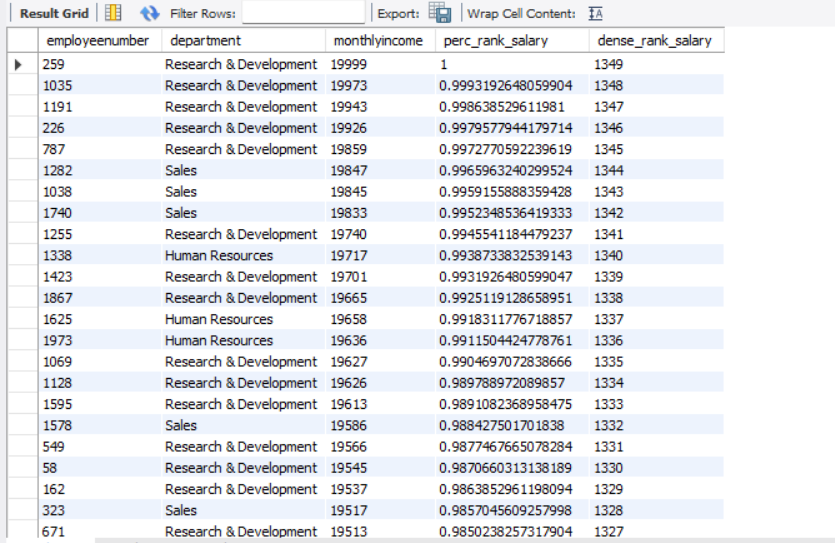 Result Grid Filter Rows: Export: Wrap Cell Content: IA
employeenumber department monthlyincome perc_rank_salary dense_rank_salary
259 Research & Development 19999 1 1349
1035 Research & Development 19973 0.9993192648059904 1348
1191 Research & Development 19943 0.998638529611981 1347
226 Research & Development 19926 0.9979577944179714 1346
787 Research & Development 19859 0.9972770592239619 1345
1282 Sales 19847 0.9965963240299524 1344
1038 Sales 19845 0.9959155888359428 1343
1740 Sales 19833 0.9952348536419333 1342
1255 Research & Development 19740 0.9945541184479237 1341
1338 Human Resources 19717 0.9938733832539143 1340
1423 Research & Development 19701 0.9931926480599047 1339
1867 Research & Development 19665 0.9925119128658951 1338
1625 Human Resources 19658 0.9918311776718857 1337
1973 Human Resources 19636 0.9911504424778761 1336
1069 Research & Development 19627 0.9904697072838666 1335
1128 Research & Development 19626 0.989788972089857 1334
1595 Research & Development 19613 0.9891082368958475 1333
1578 Sales 19586 0.988427501701838 1332
549 Research & Development 19566 0.9877467665078284 1331
58 Research & Development 19545 0.9870660313138189 1330
162 Research & Development 19537 0.9863852961198094 1329
323 Sales 19517 0.9857045609257998 1328
671 Research & Development 19513 0.9850238257317904 1327